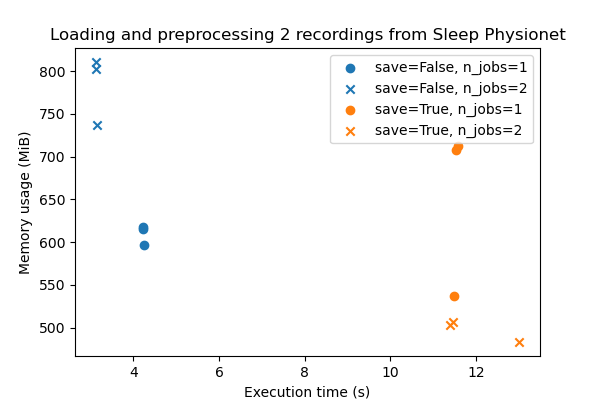 Loading and preprocessing 2 recordings from Sleep Physionet
save=False, n_jobs=1
save=False, n_jobs=2
save=True, n_jobs=1
save=True, n_jobs=2
Memory usage (MiB)
800
750
700
650
600
550
500
4
6
8
10
12
Execution time (s)